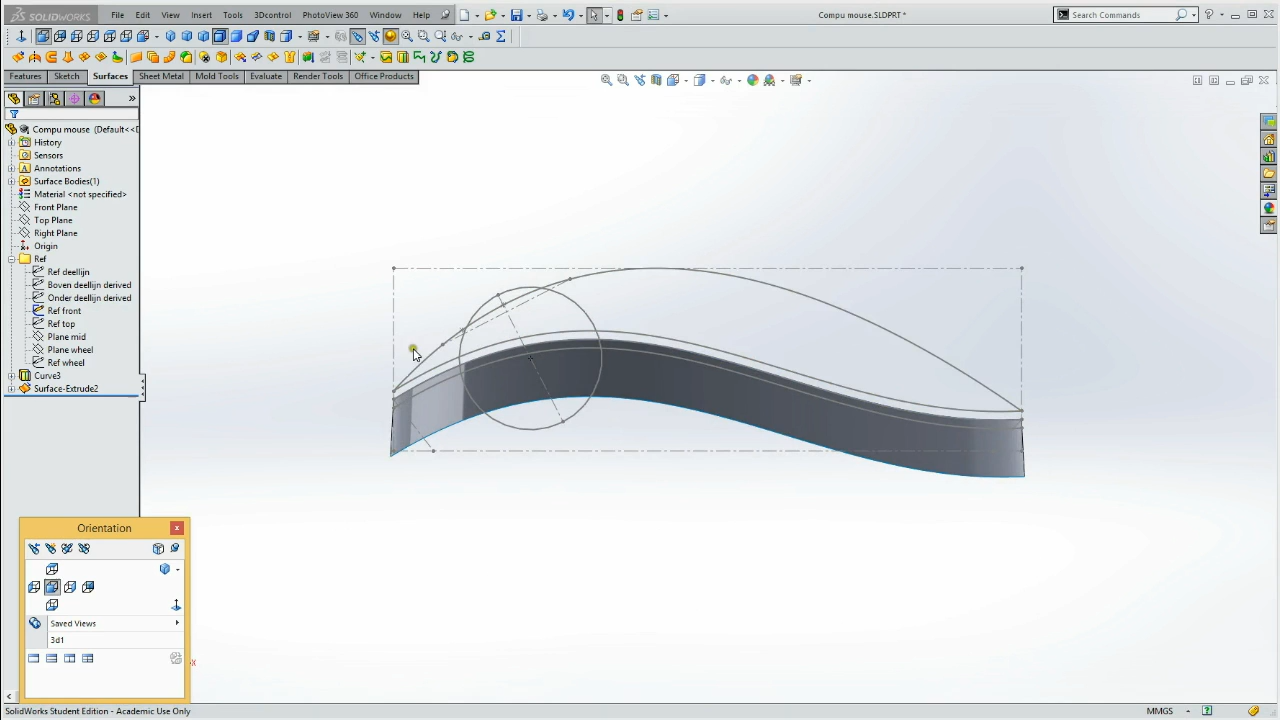 SOLIDWORKS File Edit View Insert Tools 3Dcontrol PhotoView 360 Window Help Compu mouse.SLDPRT * Search Commands
Features Sketch Surfaces Sheet Metal Mold Tools Evaluate Render Tools Office Products
Compu mouse (Default<<D
History
Sensors
Annotations
Surface Bodies(1)
Material <not specified>
Front Plane
Top Plane
Right Plane
Origin
Ref
Ref deellijn
Boven deellijn derived
Onder deellijn derived
Ref front
Ref top
Plane mid
Plane wheel
Ref wheel
Curve3
Surface-Extrude2
Orientation
Saved Views
3d1
SolidWorks Student Edition - Academic Use Only MMGS